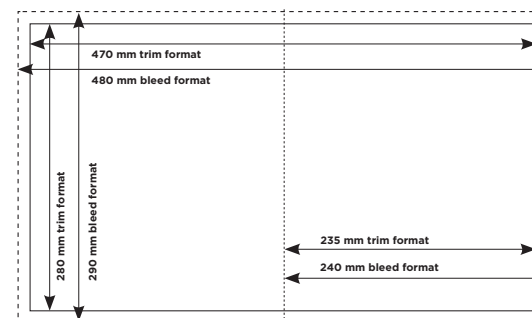 470 mm trim format
480 mm bleed format
280 mm trim format
290 mm bleed format
235 mm trim format
240 mm bleed format